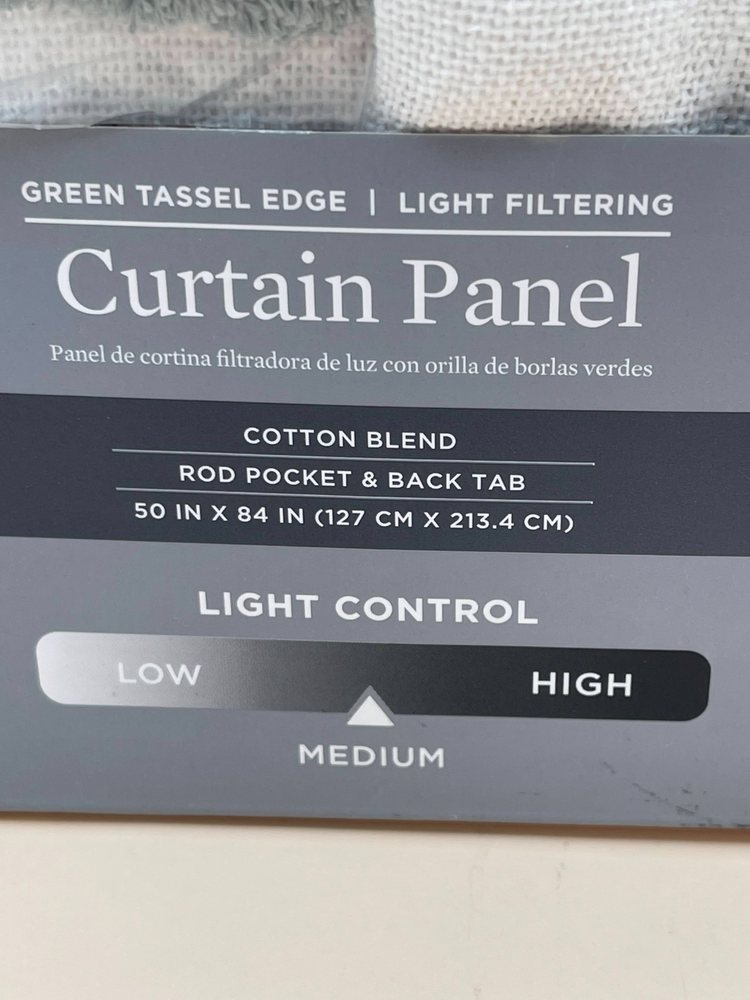 GREEN TASSEL EDGE | LIGHT FILTERING
Curtain Panel
Panel de cortina filtradora de luz con orilla de borlas verdes
COTTON BLEND
ROD POCKET & BACK TAB
50 IN X 84 IN (127 CM X 213.4 CM)
LIGHT CONTROL
LOW HIGH
MEDIUM